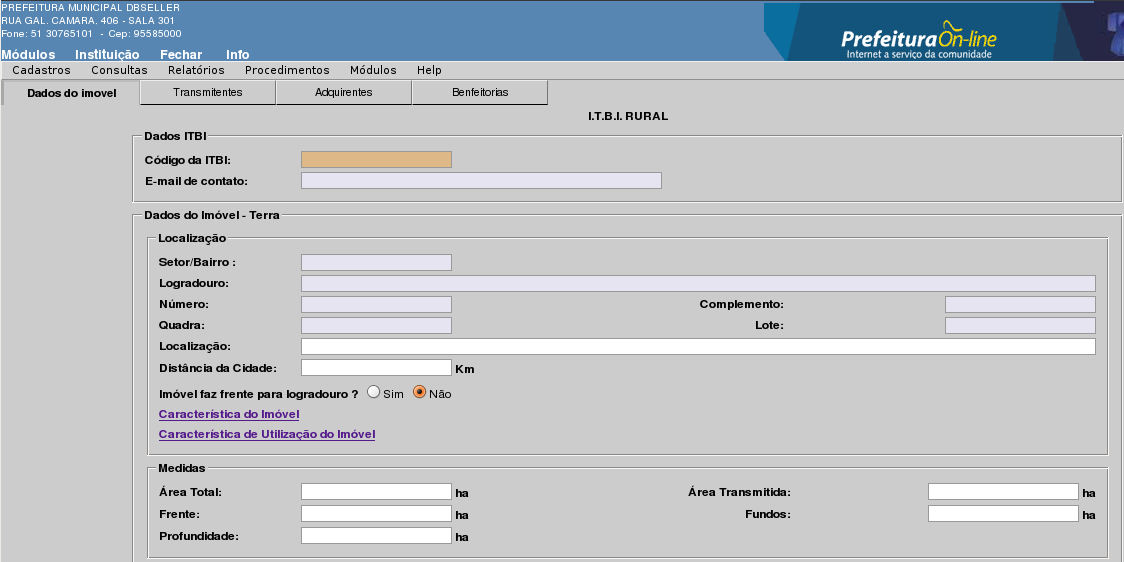 PREFEITURA MUNICIPAL DBSELLER
RUA GAL. CAMARA. 406 - SALA 301
Fone: 51 30765101 - Cep: 95585000
PrefeituraOn-line
Internet a serviço da comunidade
Módulos Instituição Fechar Info
Cadastros Consultas Relatórios Procedimentos Módulos Help
Dados do imovel Transmitentes Adquirentes Benfeitorias
I.T.B.I. RURAL
Dados ITBI
Código da ITBI:
E-mail de contato:
Dados do Imóvel - Terra
Localização
Setor/Bairro :
Logradouro:
Número: Complemento:
Quadra: Lote:
Localização:
Distância da Cidade: Km
Imóvel faz frente para logradouro ? Sim Não
Característica do Imóvel
Característica de Utilização do Imóvel
Medidas
Área Total: ha Área Transmitida: ha
Frente: ha Fundos: ha
Profundidade: ha